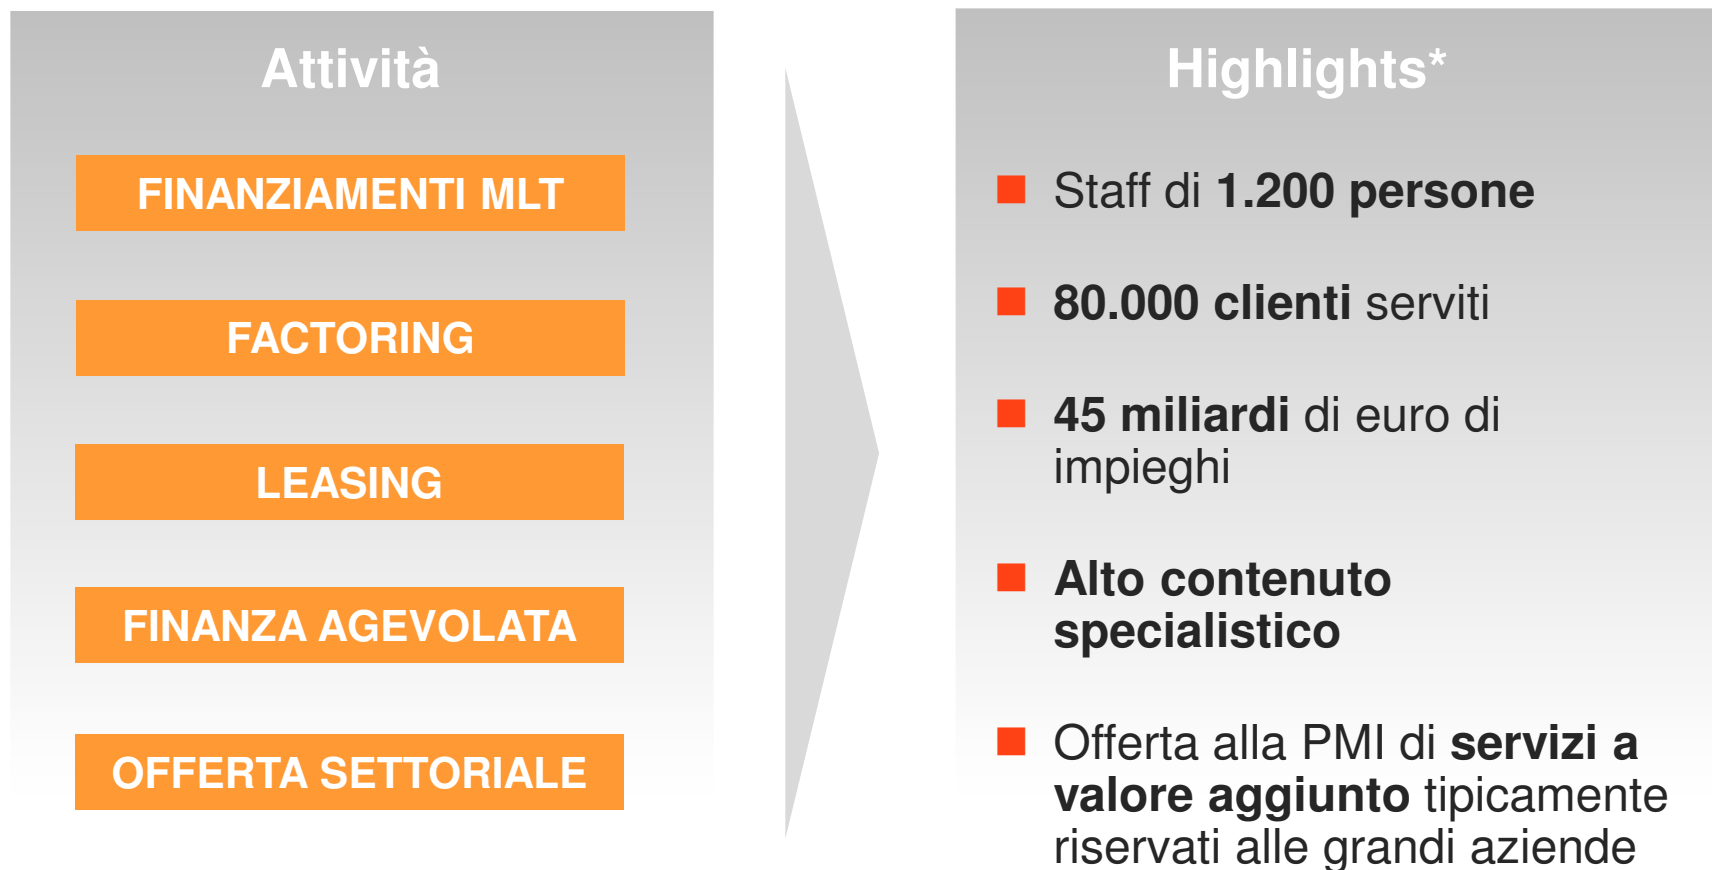 Attività
FINANZIAMENTI MLT
FACTORING
LEASING
FINANZA AGEVOLATA
OFFERTA SETTORIALE
Highlights*
Staff di 1.200 persone
80.000 clienti serviti
45 miliardi di euro di
impieghi
Alto contenuto
specialistico
Offerta alla PMI di servizi a
valore aggiunto tipicamente
riservati alle grandi aziende